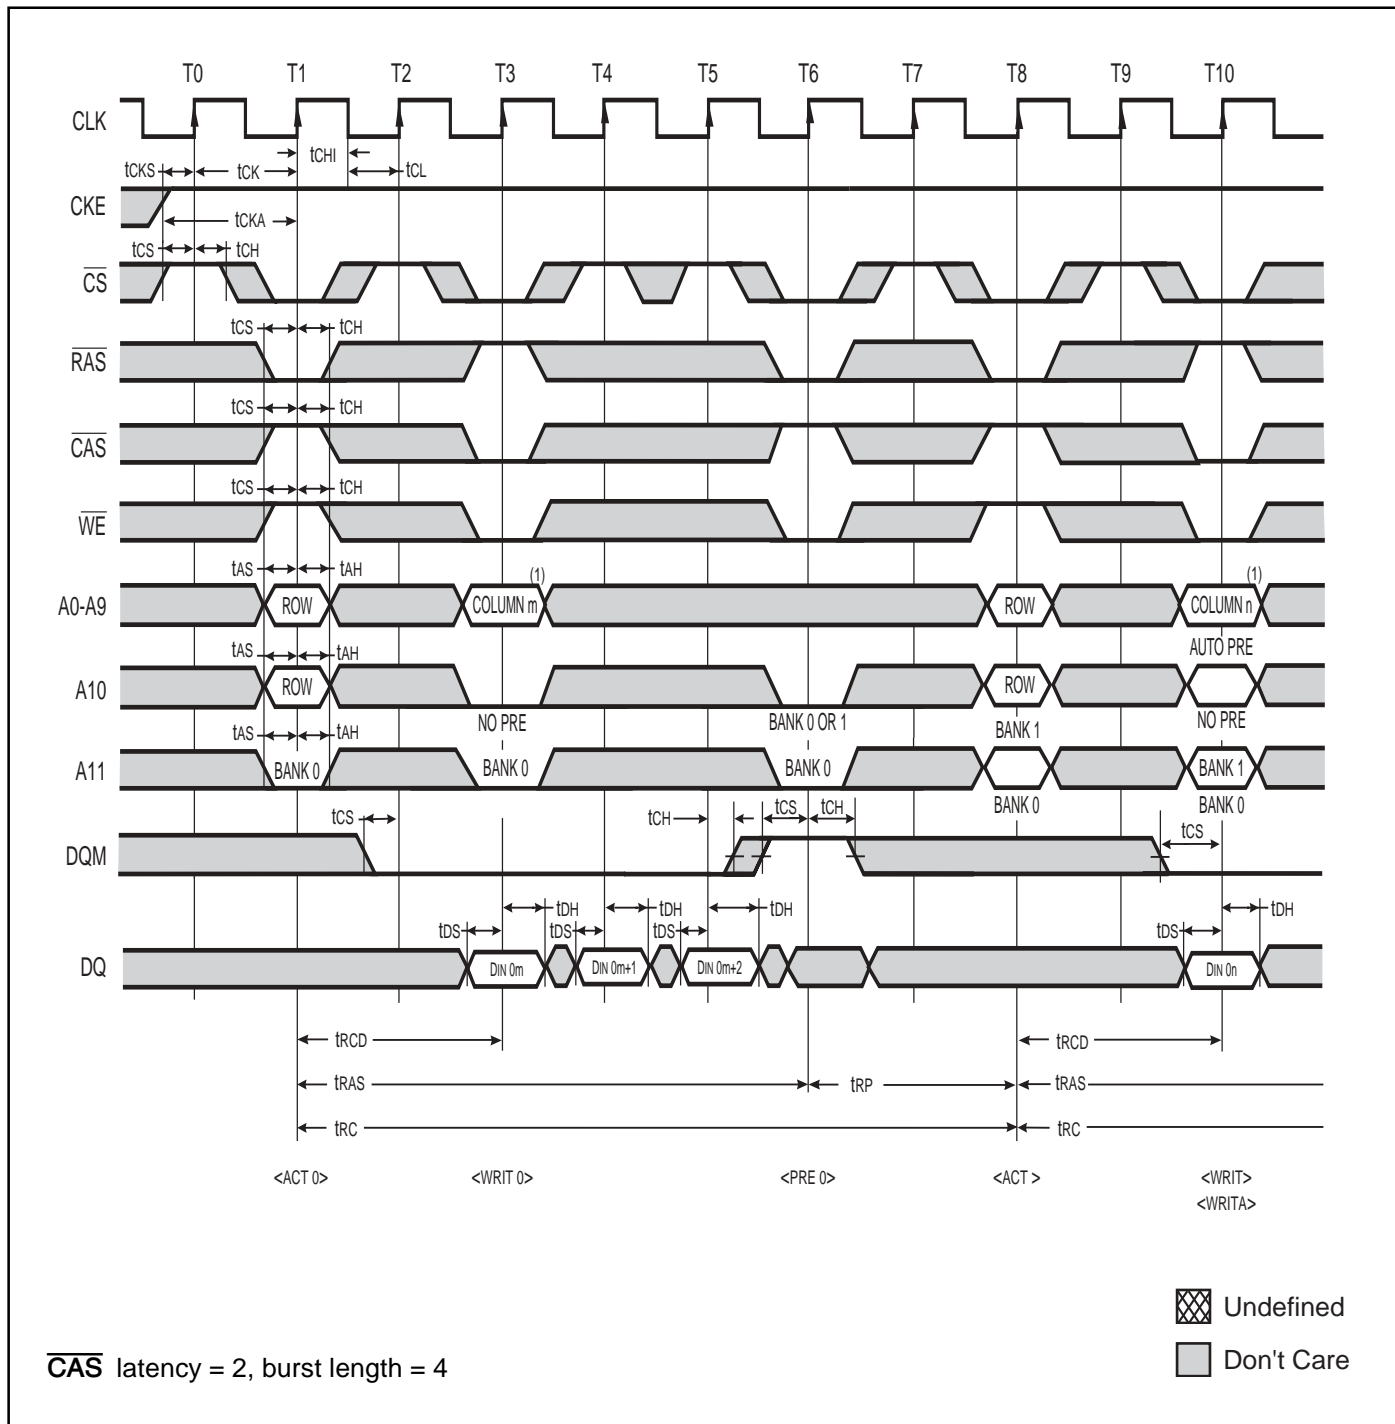 T0 T1 T2 T3 T4 T5 T6 T7 T8 T9 T10
CLK
tCHI
tCKS tCK tCL
CKE
tCKA
tCS tCH
CS
tCS tCH
RAS
tCS tCH
CAS
tCS tCH
WE
tAS tAH (1) (1)
A0-A9 ROW COLUMN m ROW COLUMN n
tAS tAH AUTO PRE
A10 ROW ROW
NO PRE BANK 0 OR 1 BANK 1 NO PRE
tAS tAH
A11 BANK 0 BANK 0 BANK 0 BANK 1
BANK 0 BANK 0
tCS tCH tCS tCH tCS
DQM
tDH tDH tDH tDH
tDS tDS tDS tDS
DQ DIN 0m DIN 0m+1 DIN 0m+2 DIN 0n
tRCD tRCD
tRAS tRP tRAS
tRC tRC
<ACT 0> <WRIT 0> <PRE 0> <ACT > <WRIT>
<WRITA>
Undefined
Don't Care
CAS latency = 2, burst length = 4